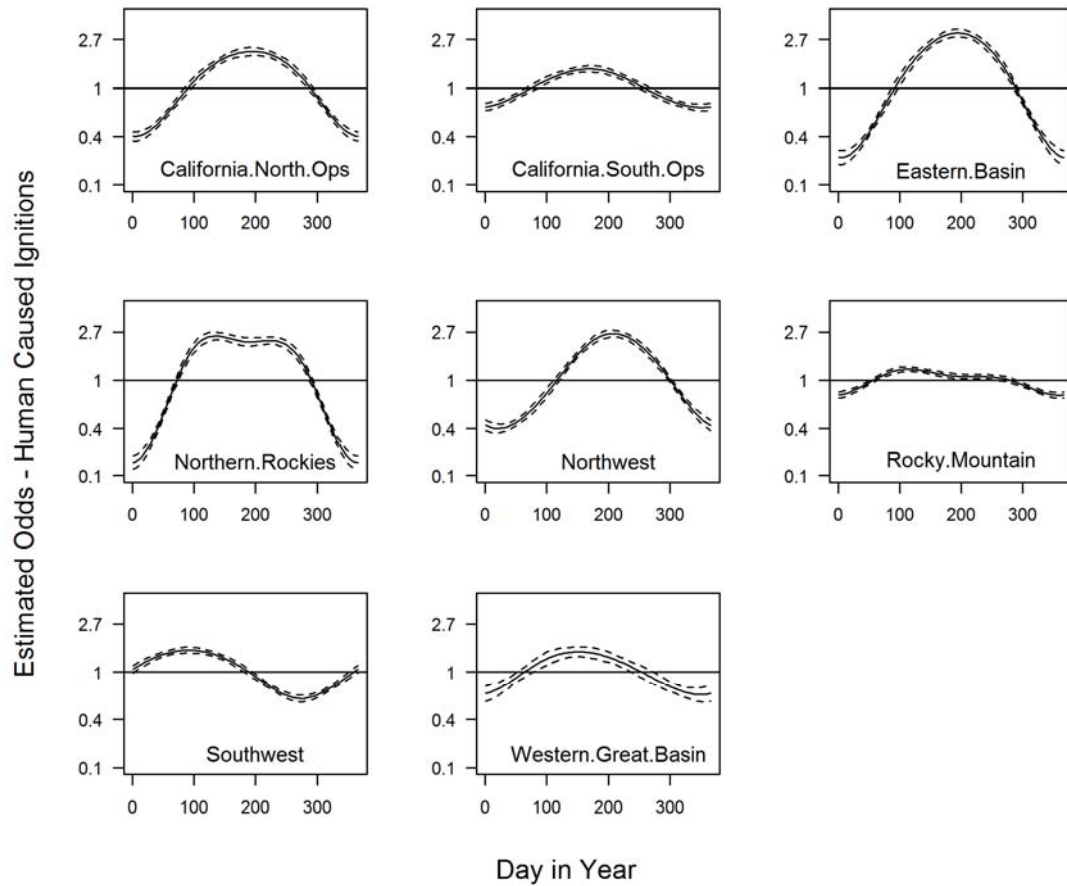 Estimated Odds - Human Caused Ignitions
2.7
1
0.4
0.1
California.North.Ops
0 100 200 300
2.7
1
0.4
0.1
California.South.Ops
0 100 200 300
2.7
1
0.4
0.1
Eastern.Basin
0 100 200 300
2.7
1
0.4
0.1
Northern.Rockies
0 100 200 300
2.7
1
0.4
0.1
Northwest
0 100 200 300
2.7
1
0.4
0.1
Rocky.Mountain
0 100 200 300
2.7
1
0.4
0.1
Southwest
0 100 200 300
2.7
1
0.4
0.1
Western.Great.Basin
0 100 200 300
Day in Year